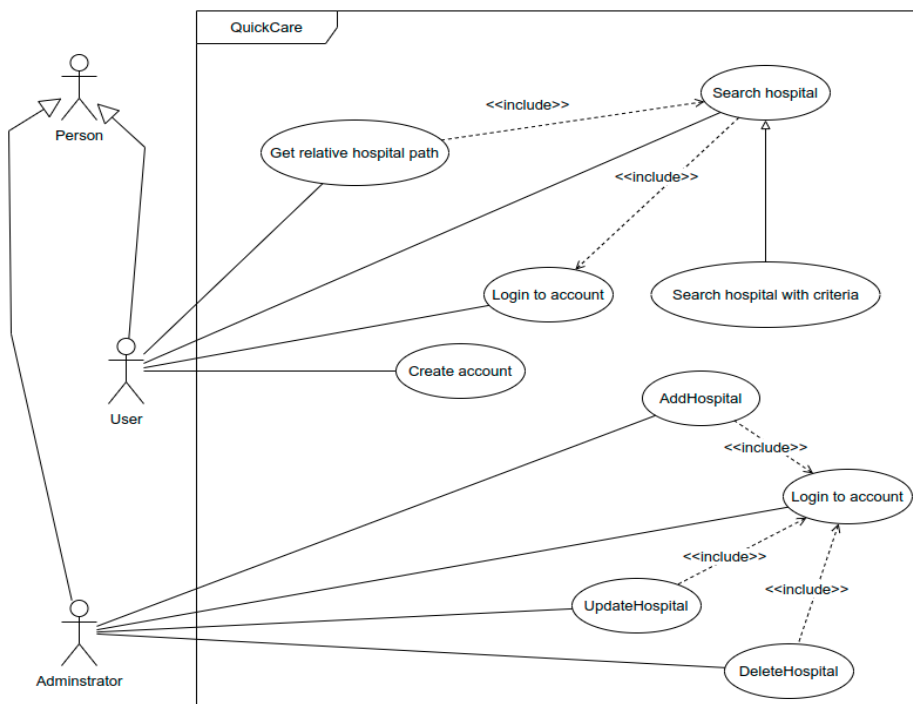 QuickCare
Person
Search hospital
<<include>>
Get relative hospital path
<<include>>
Login to account
Search hospital with criteria
User
Create account
AddHospital
<<include>>
Login to account
<<include>>
<<include>>
UpdateHospital
DeleteHospital
Adminstrator